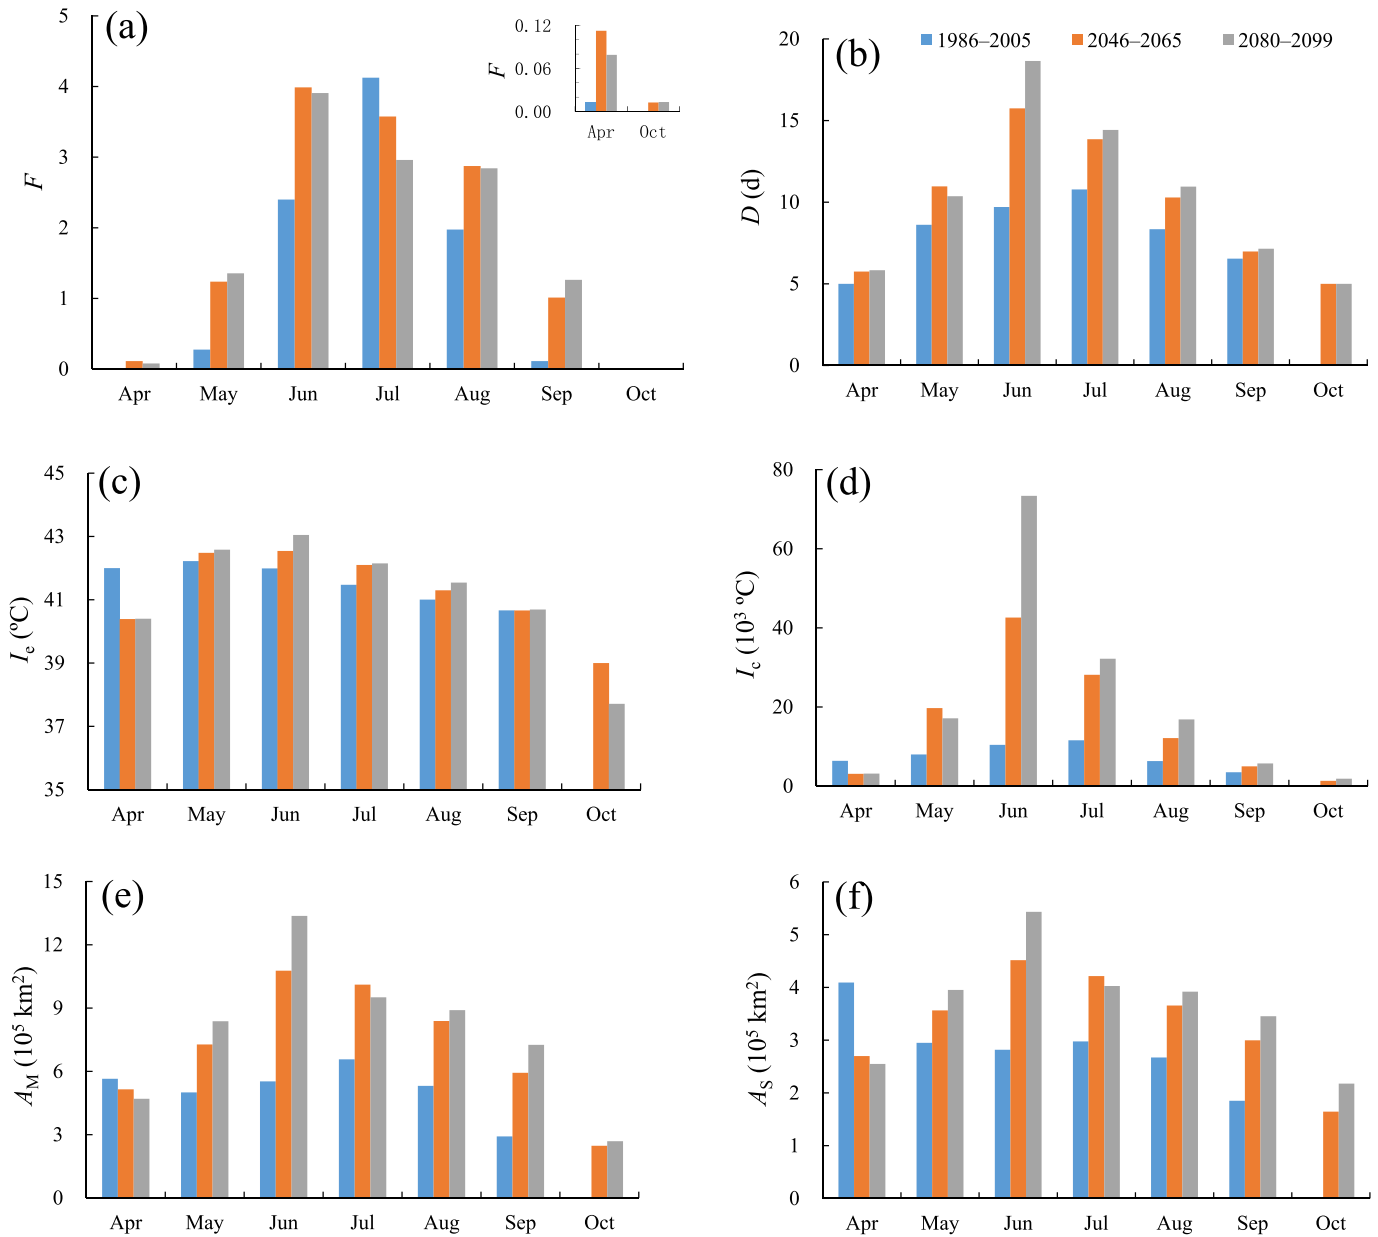 (a)
F
5
4
3
2
1
0
Apr May Jun Jul Aug Sep Oct
F
0.12
0.06
0.00
Apr Oct
(b)
1986–2005 2046–2065 2080–2099
D (d)
20
15
10
5
0
Apr May Jun Jul Aug Sep Oct
(c)
Ie (ºC)
45
43
41
39
37
35
Apr May Jun Jul Aug Sep Oct
(d)
Ic (10³ ºC)
80
60
40
20
0
Apr May Jun Jul Aug Sep Oct
(e)
AM (10⁵ km²)
15
12
9
6
3
0
Apr May Jun Jul Aug Sep Oct
(f)
AS (10⁵ km²)
6
5
4
3
2
1
0
Apr May Jun Jul Aug Sep Oct